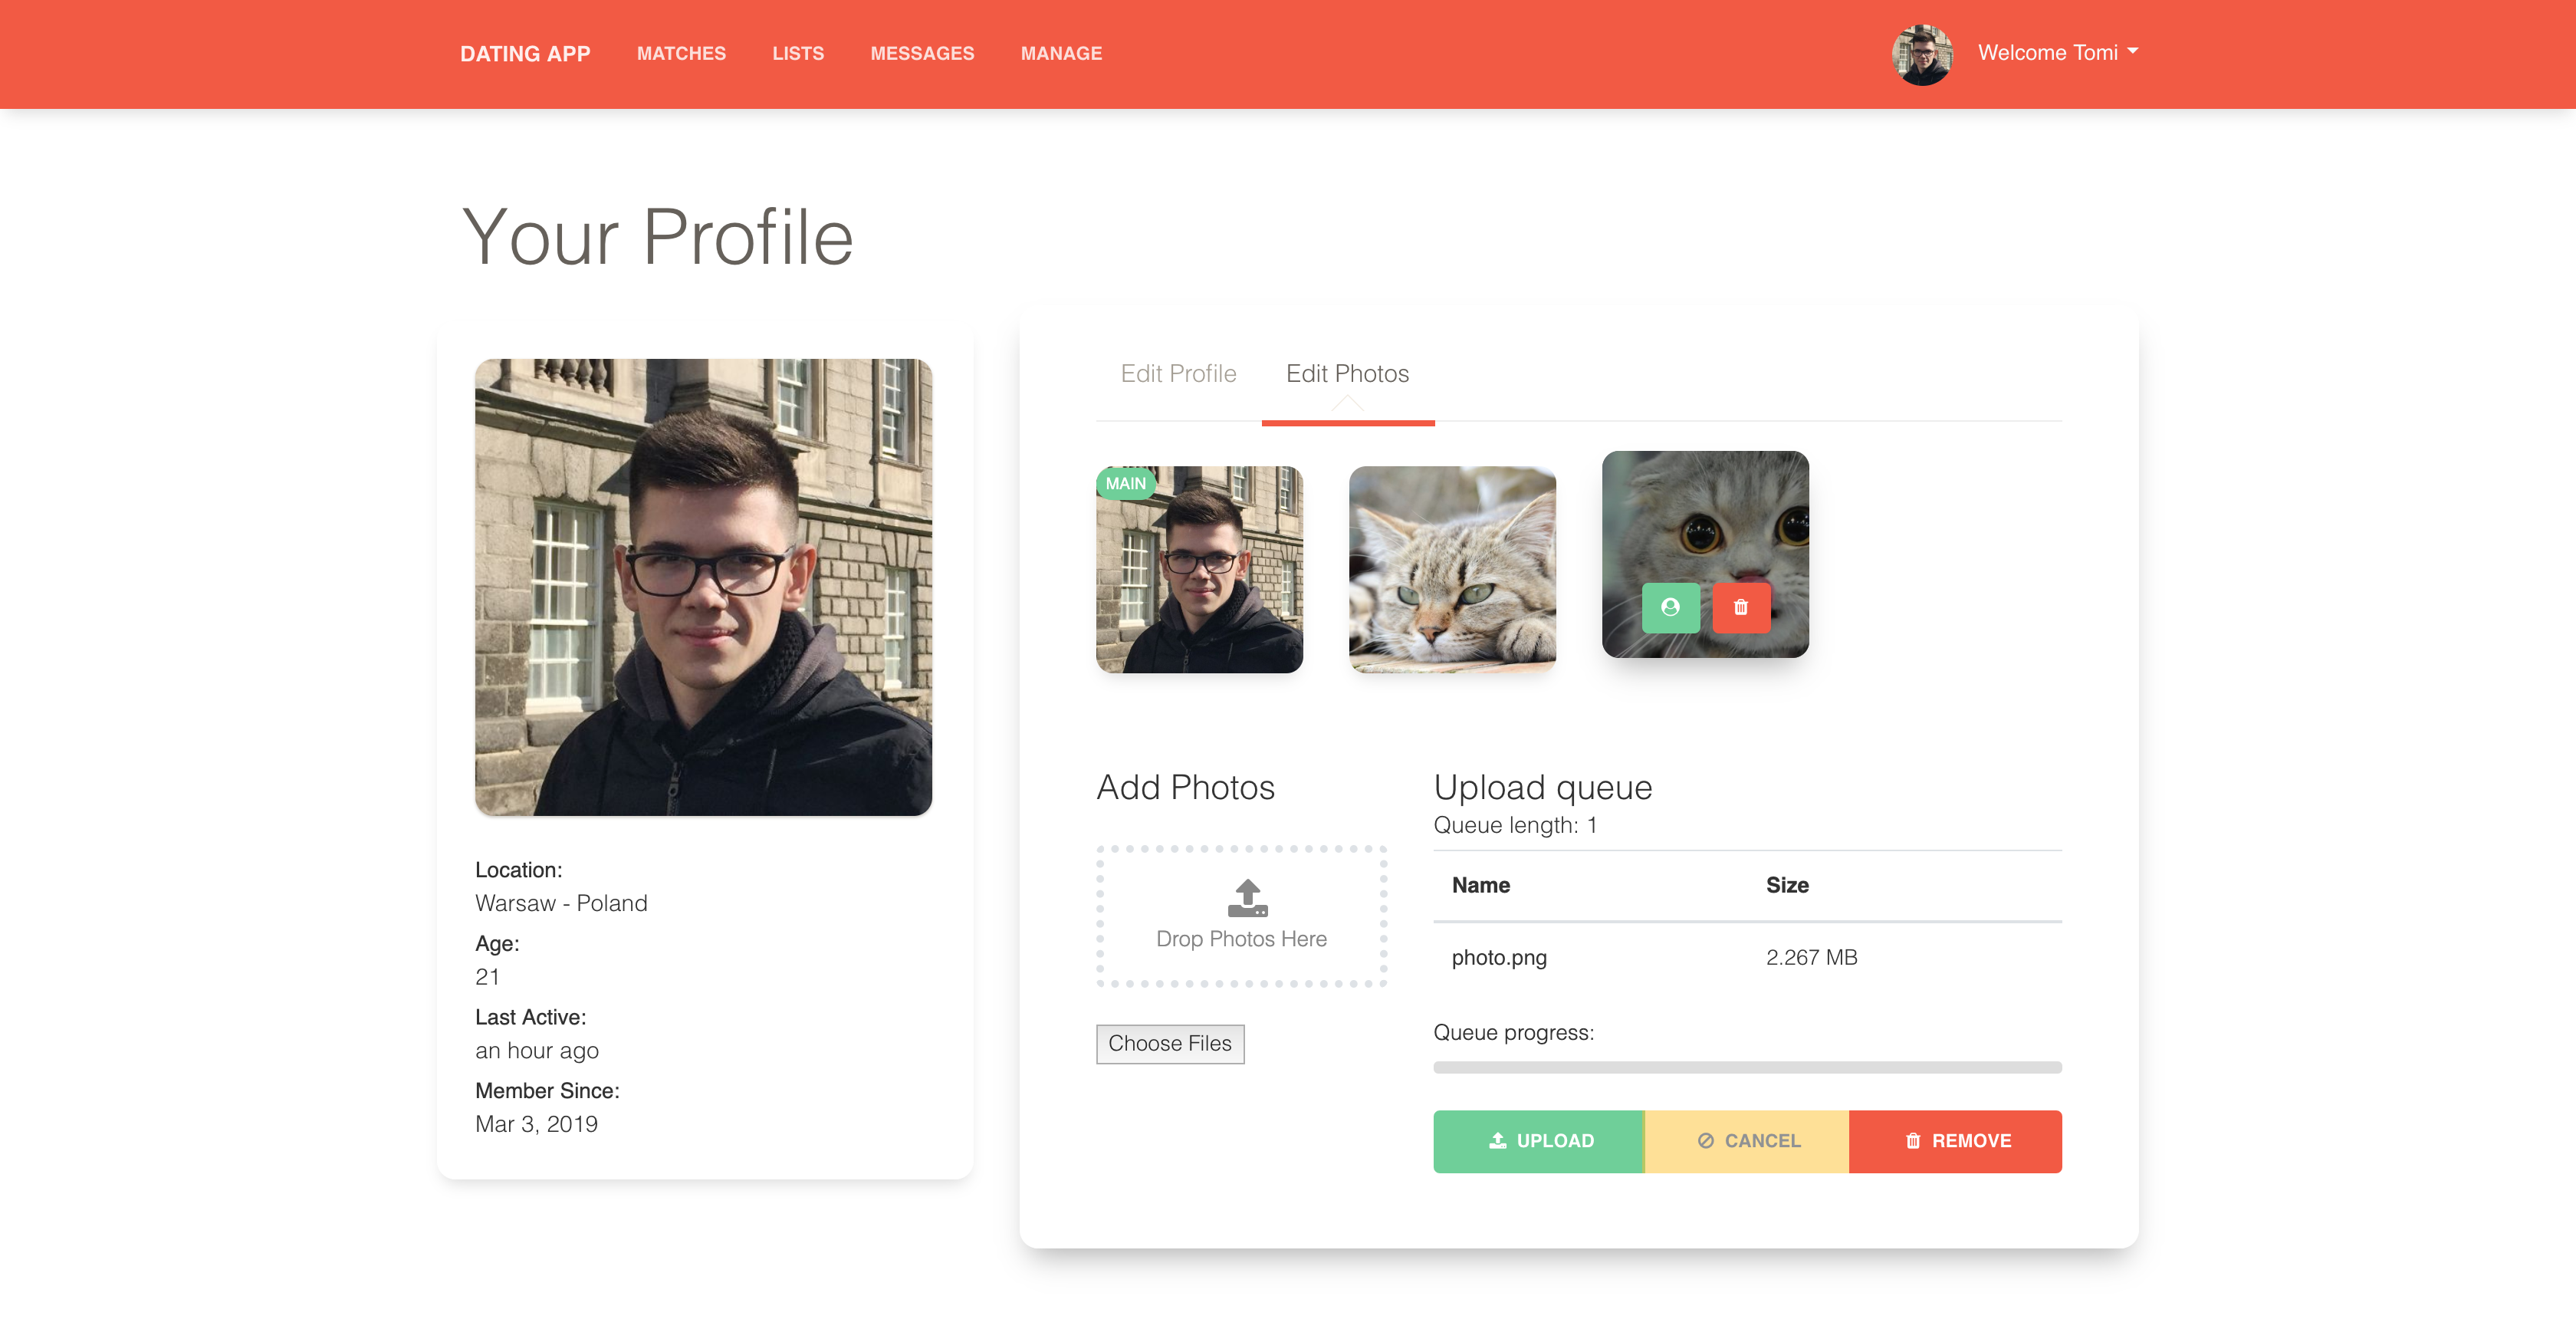 DATING APP MATCHES LISTS MESSAGES MANAGE Welcome Tomi
Your Profile
Location:
Warsaw - Poland
Age:
21
Last Active:
an hour ago
Member Since:
Mar 3, 2019
Edit Profile Edit Photos
MAIN
Add Photos
Drop Photos Here
Choose Files
Upload queue
Queue length: 1
Name Size
photo.png 2.267 MB
Queue progress:
UPLOAD CANCEL REMOVE